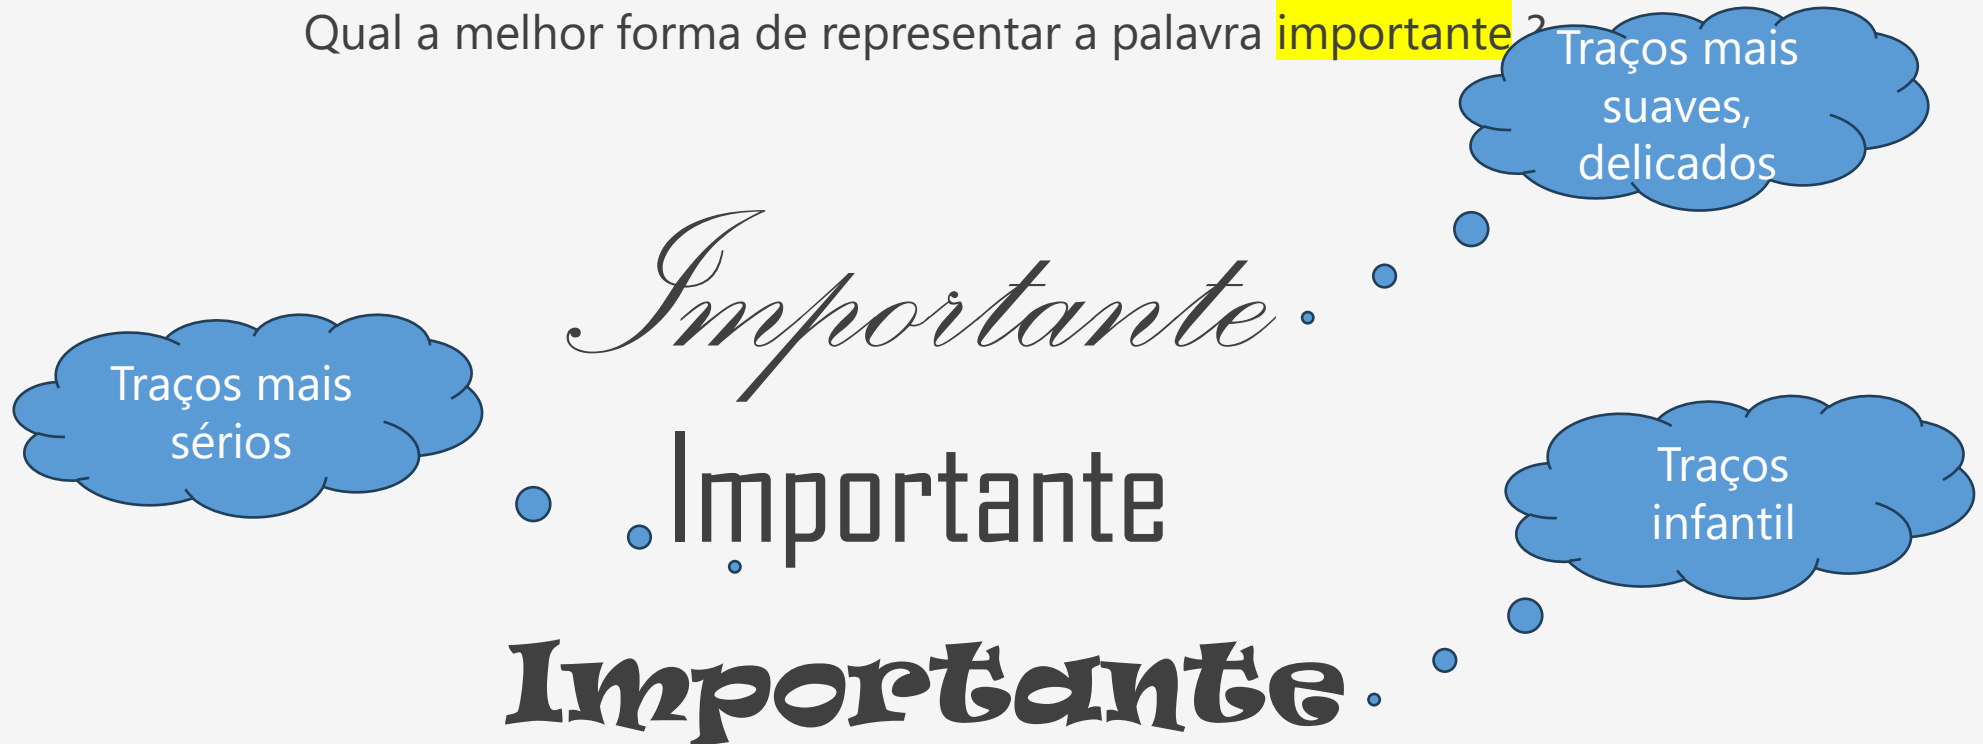 Qual a melhor forma de representar a palavra importante ?
Traços mais
suaves,
delicados
Importante
Traços mais
sérios
Importante
Traços
infantil
Importante